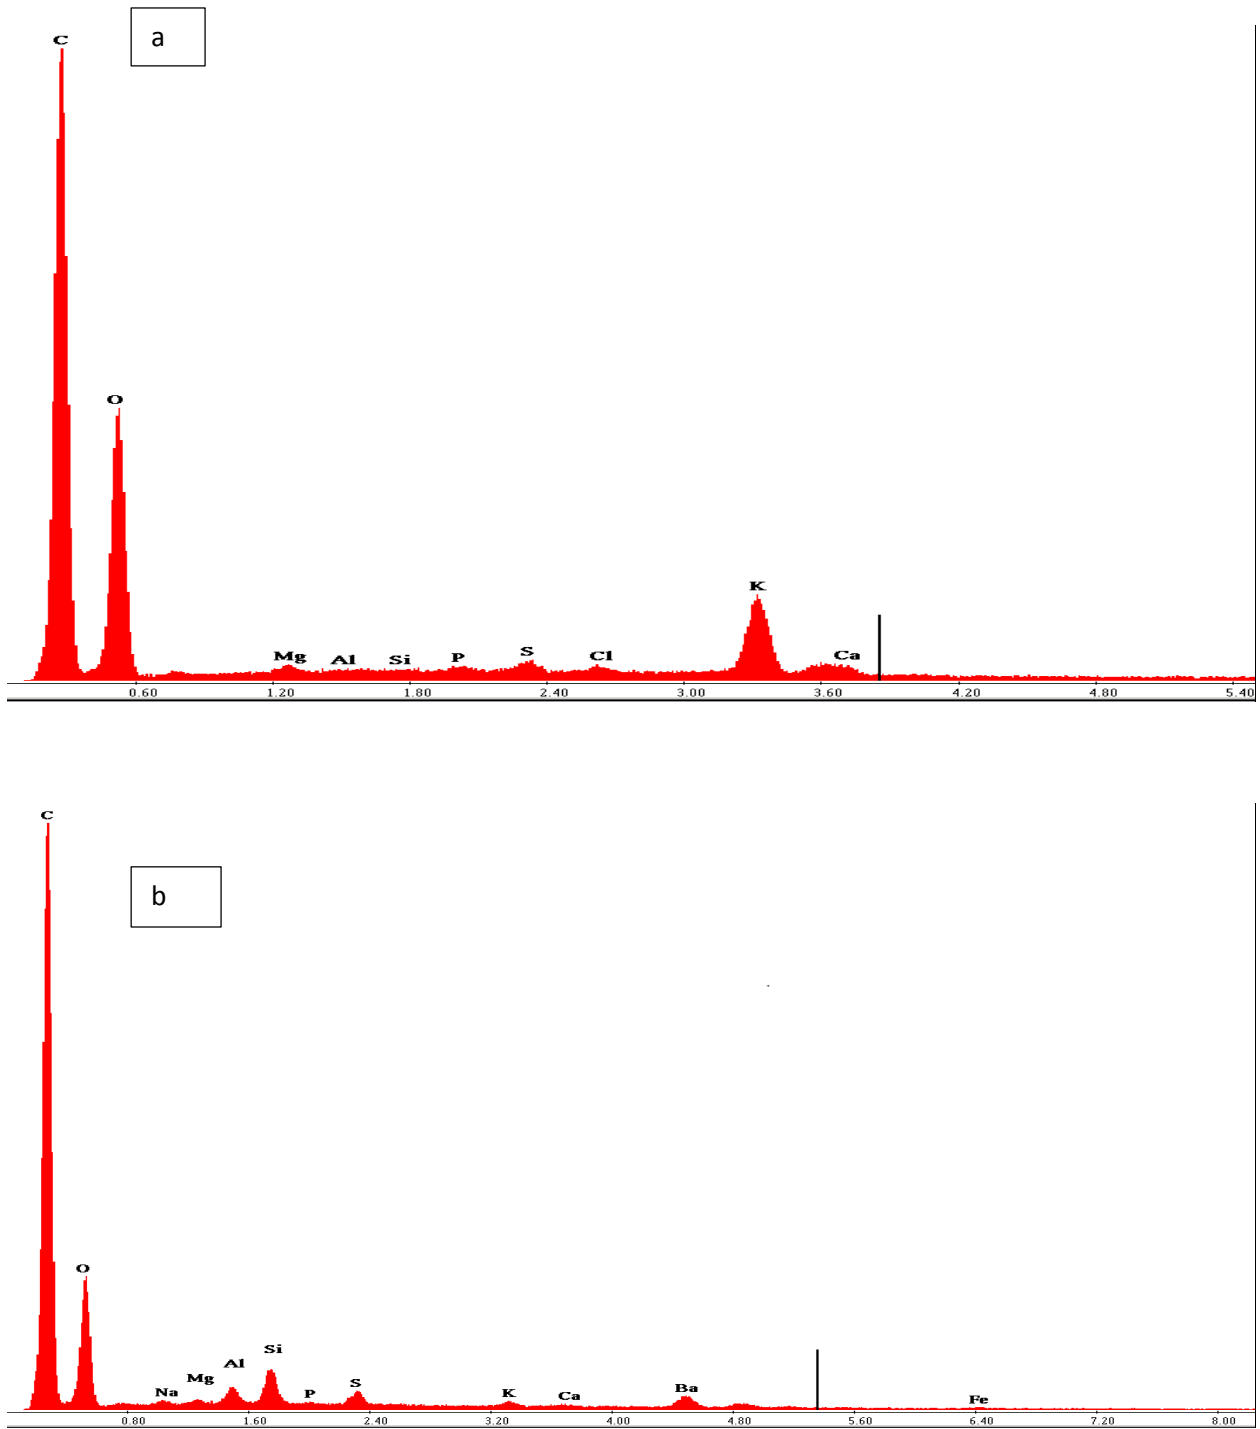 a
C
O
Mg Al Si P S Cl K Ca
0.60 1.20 1.80 2.40 3.00 3.60 4.20 4.80 5.40
C
b
O
Na Mg Al Si P S K Ca Ba Fe
0.80 1.60 2.40 3.20 4.00 4.80 5.60 6.40 7.20 8.00